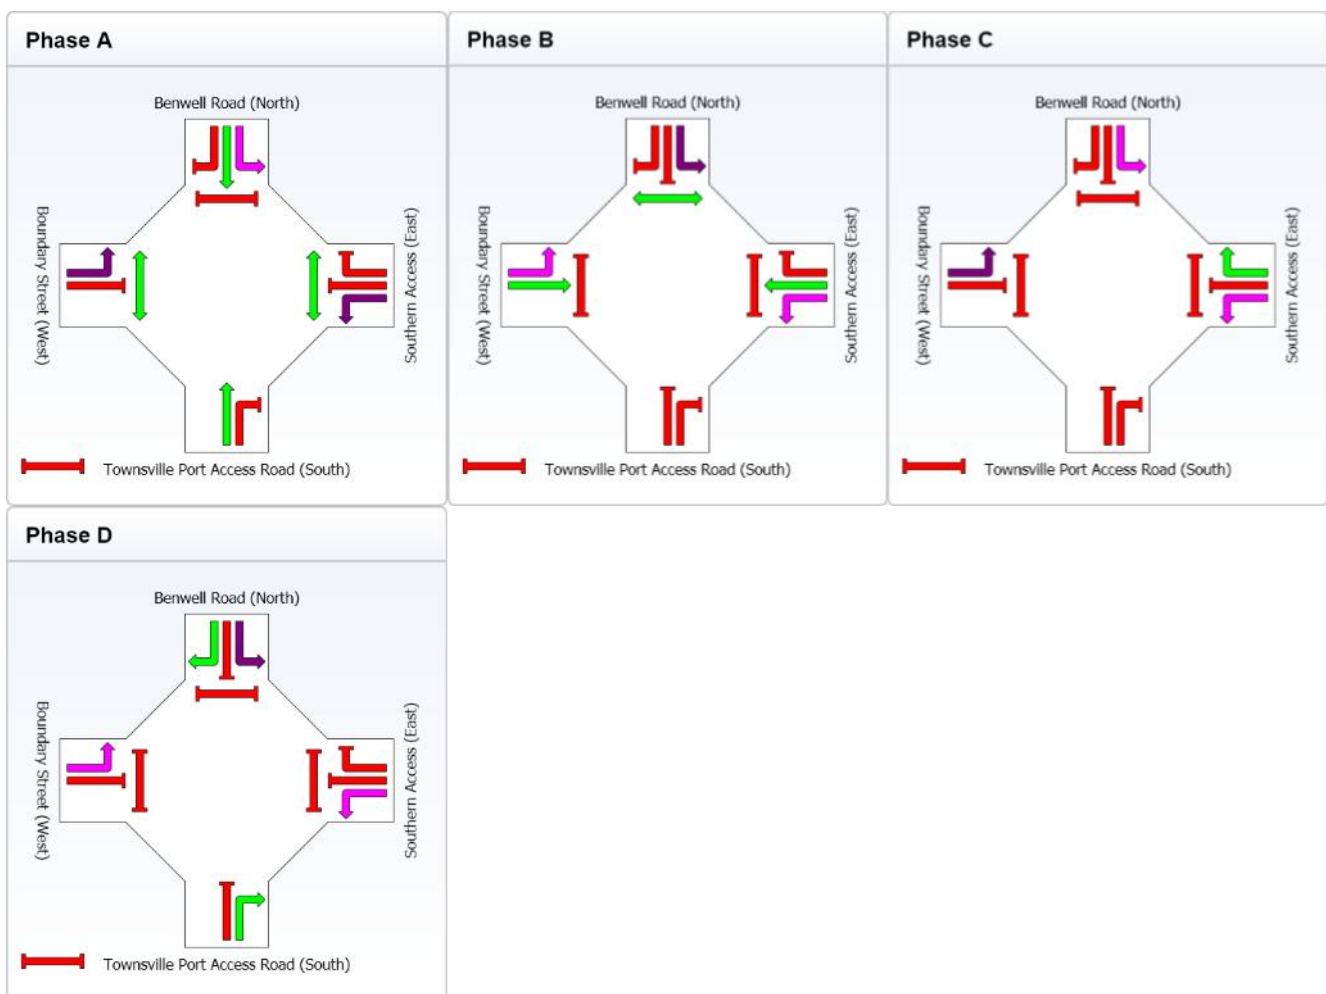 Phase A
Benwell Road (North)
Boundary Street (West)
Southern Access (East)
Townsville Port Access Road (South)
Phase B
Benwell Road (North)
Boundary Street (West)
Southern Access (East)
Townsville Port Access Road (South)
Phase C
Benwell Road (North)
Boundary Street (West)
Southern Access (East)
Townsville Port Access Road (South)
Phase D
Benwell Road (North)
Boundary Street (West)
Southern Access (East)
Townsville Port Access Road (South)